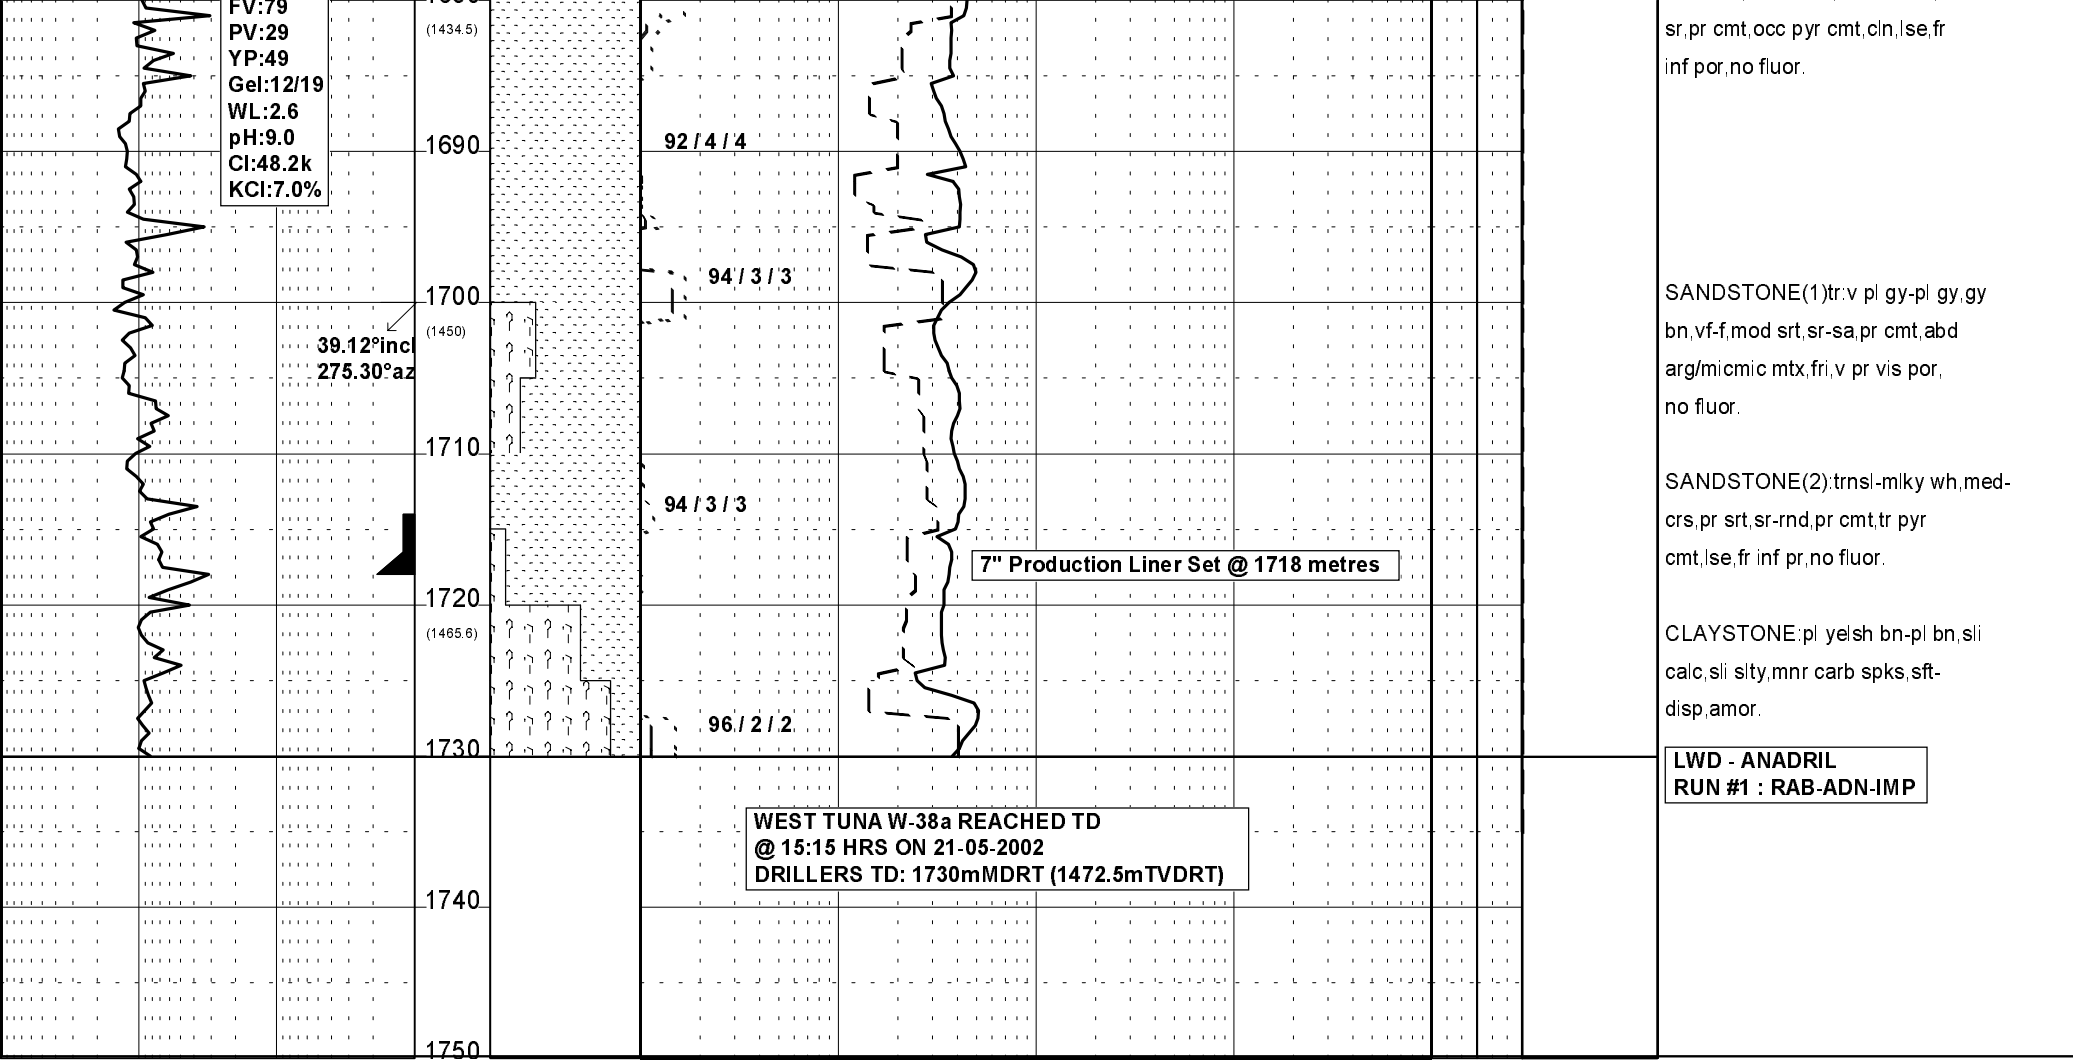 FV:79
PV:29
YP:49
Gel:12/19
WL:2.6
pH:9.0
Cl:48.2k
KCl:7.0%
39.12°incl
275.30°az
(1434.5)
1690
1700
(1450)
1710
1720
(1465.6)
1730
1740
1750
92 / 4 / 4
94 / 3 / 3
94 / 3 / 3
96 / 2 / 2
7" Production Liner Set @ 1718 metres
WEST TUNA W-38a REACHED TD
@ 15:15 HRS ON 21-05-2002
DRILLERS TD: 1730mMDRT (1472.5mTVDRT)
sr,pr cmt,occ pyr cmt,cln,lse,fr
inf por,no fluor.
SANDSTONE(1)tr:v pl gy-pl gy,gy
bn,vf-f,mod srt,sr-sa,pr cmt,abd
arg/micmic mtx,fri,v pr vis por,
no fluor.
SANDSTONE(2):trnsl-mlky wh,med-
crs,pr srt,sr-rnd,pr cmt,tr pyr
cmt,lse,fr inf pr,no fluor.
CLAYSTONE:pl yelsh bn-pl bn,sli
calc,sli slty,mnr carb spks,sft-
disp,amor.
LWD - ANADRIL
RUN #1 : RAB-ADN-IMP